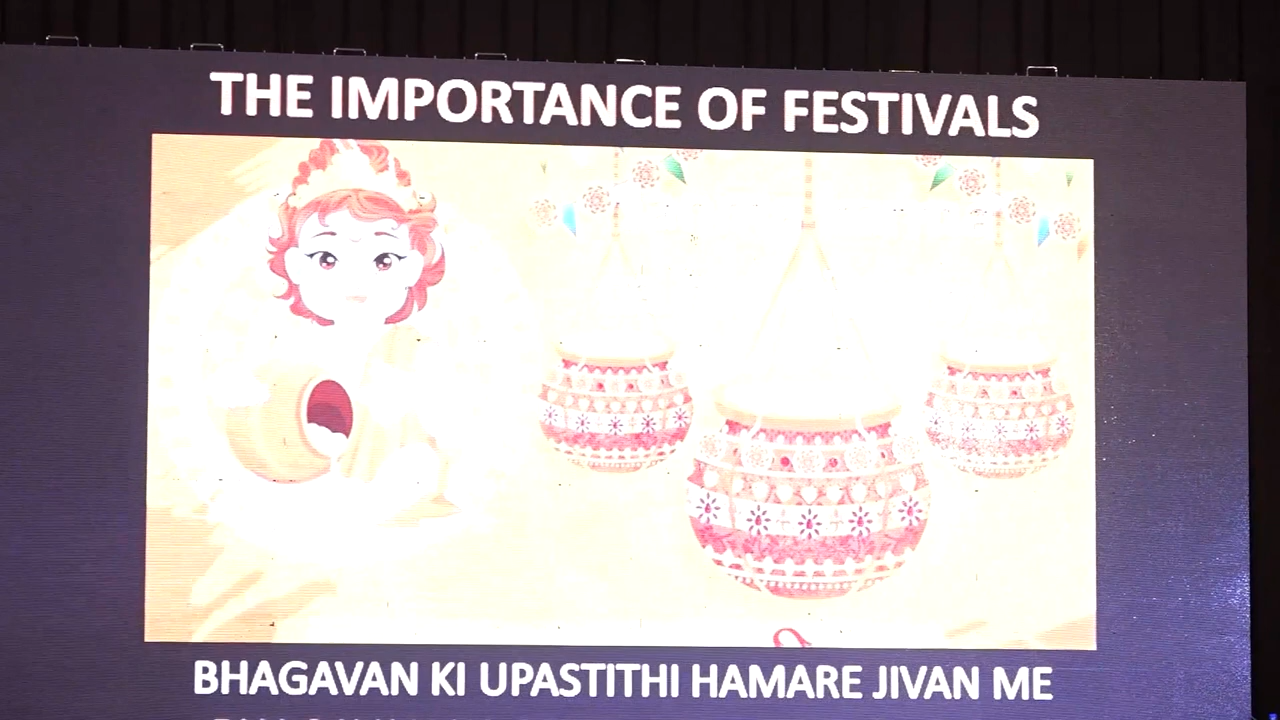 THE IMPORTANCE OF FESTIVALS
BHAGAVAN KI UPASTITHI HAMARE JIVAN ME